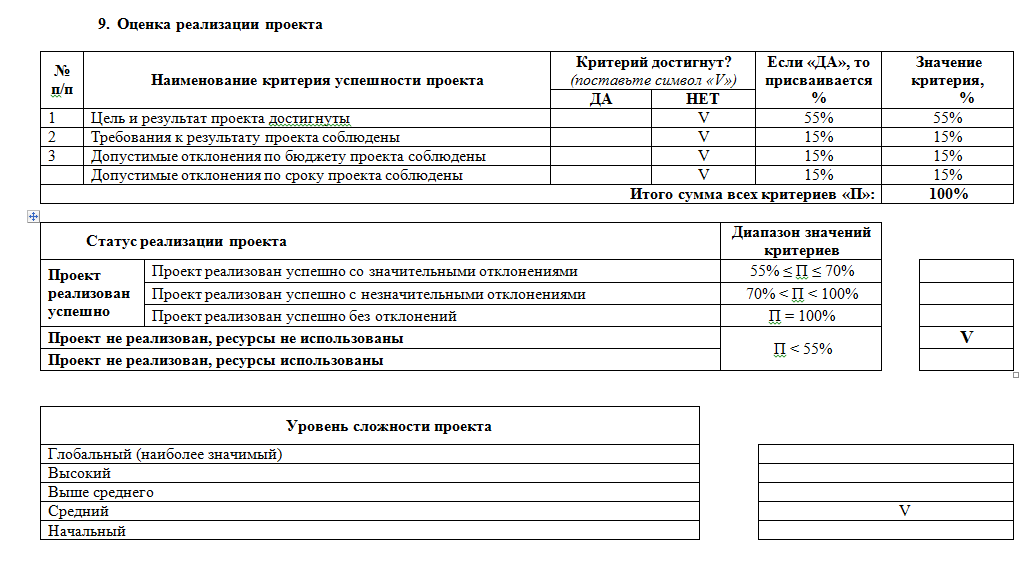 9. Оценка реализации проекта
№ п/п Наименование критерия успешности проекта Критерий достигнут? (поставьте символ «V») Если «ДА», то присваивается % Значение критерия, %
ДА НЕТ
1 Цель и результат проекта достигнуты V 55% 55%
2 Требования к результату проекта соблюдены V 15% 15%
3 Допустимые отклонения по бюджету проекта соблюдены V 15% 15%
Допустимые отклонения по сроку проекта соблюдены V 15% 15%
Итого сумма всех критериев «П»: 100%
Статус реализации проекта Диапазон значений критериев
Проект реализован успешно
Проект реализован успешно со значительными отклонениями 55% ≤ П ≤ 70%
Проект реализован успешно с незначительными отклонениями 70% < П < 100%
Проект реализован успешно без отклонений П = 100%
Проект не реализован, ресурсы не использованы V
П < 55%
Проект не реализован, ресурсы использованы
Уровень сложности проекта
Глобальный (наиболее значимый)
Высокий
Выше среднего
Средний V
Начальный